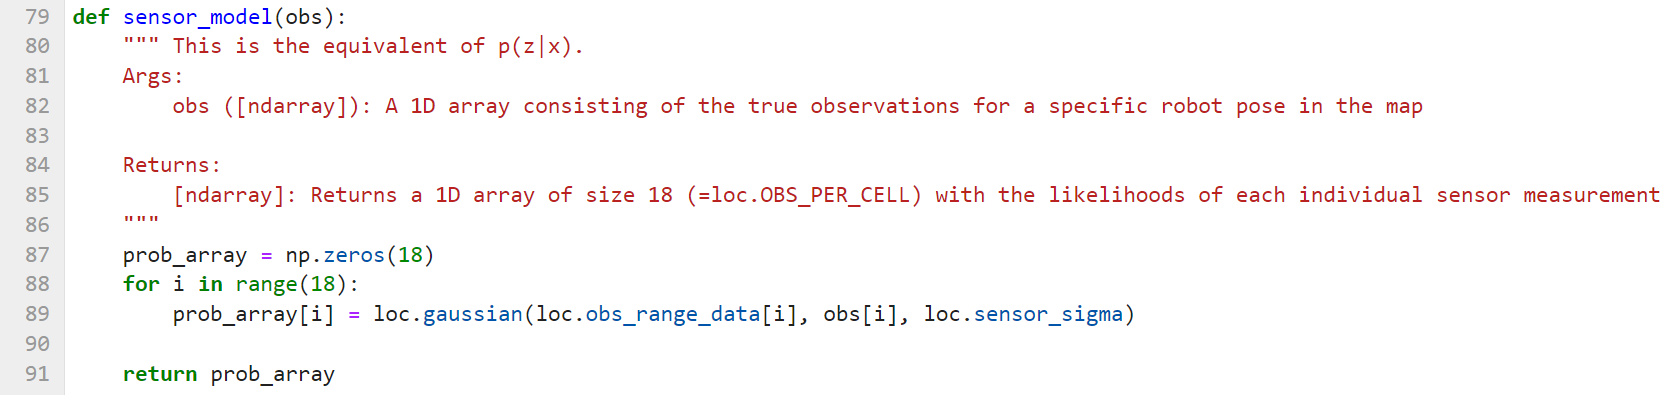 79 def sensor_model(obs):
80     """ This is the equivalent of p(z|x).
81     Args:
82         obs ([ndarray]): A 1D array consisting of the true observations for a specific robot pose in the map
83
84     Returns:
85         [ndarray]: Returns a 1D array of size 18 (=loc.OBS_PER_CELL) with the likelihoods of each individual sensor measurement
86     """
87     prob_array = np.zeros(18)
88     for i in range(18):
89         prob_array[i] = loc.gaussian(loc.obs_range_data[i], obs[i], loc.sensor_sigma)
90
91     return prob_array